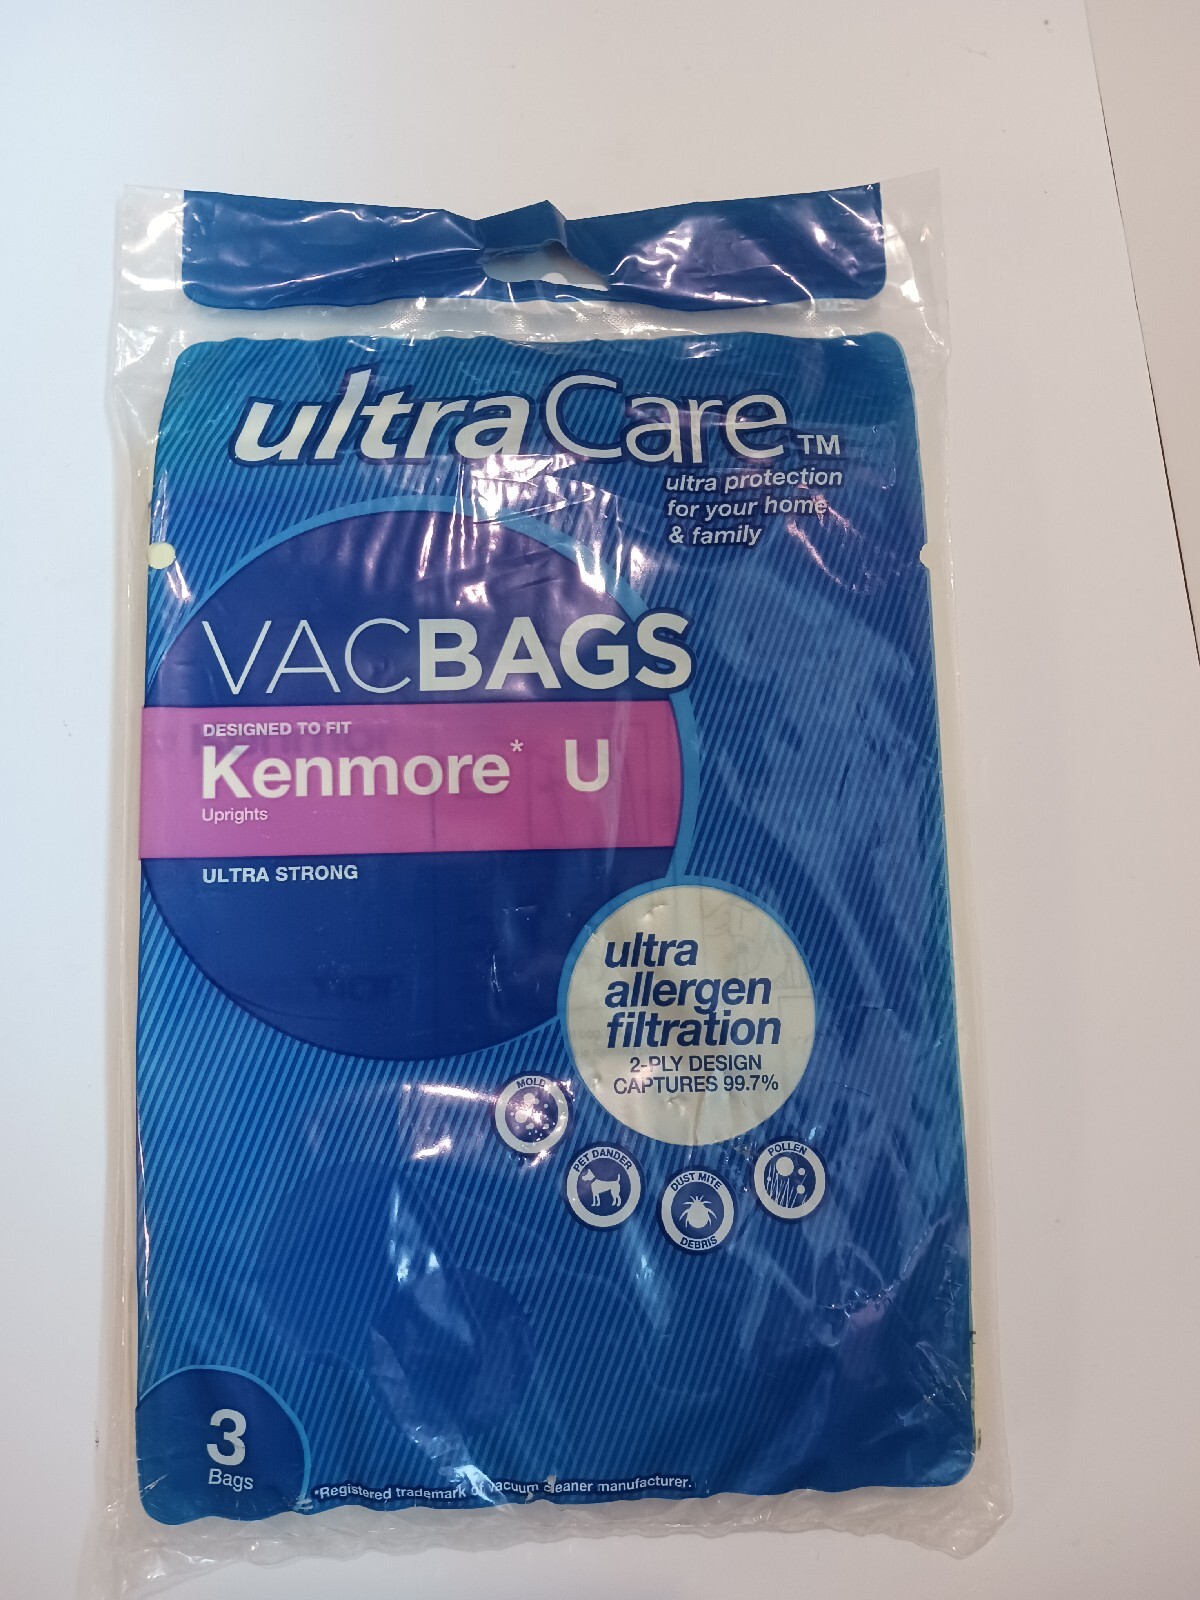 ultraCare™
ultra protection
for your home
& family
VACBAGS
DESIGNED TO FIT
Kenmore* U
Uprights
ULTRA STRONG
ultra
allergen
filtration
2-PLY DESIGN
CAPTURES 99.7%
MOLD
PET DANDER
DUST MITE
DEBRIS
POLLEN
3
Bags
*Registered trademark of vacuum cleaner manufacturer.